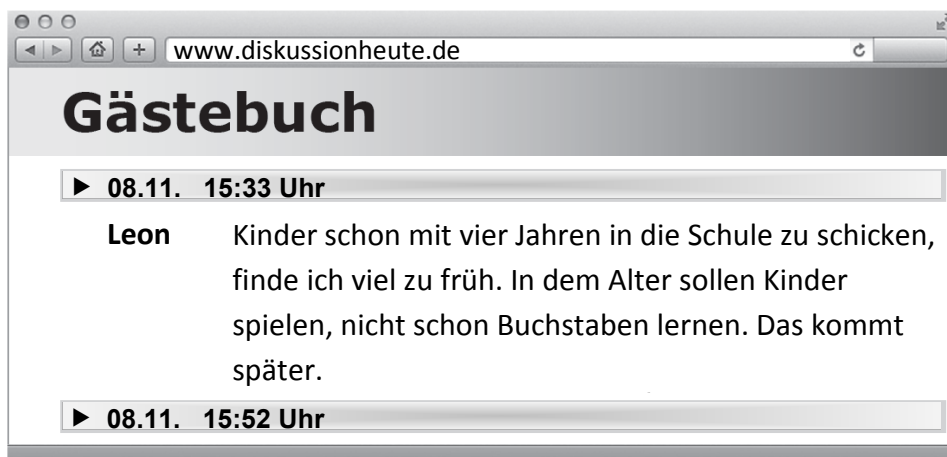 www.diskussionheute.de
Gästebuch
08.11. 15:33 Uhr
Leon Kinder schon mit vier Jahren in die Schule zu schicken,
finde ich viel zu früh. In dem Alter sollen Kinder
spielen, nicht schon Buchstaben lernen. Das kommt
später.
08.11. 15:52 Uhr